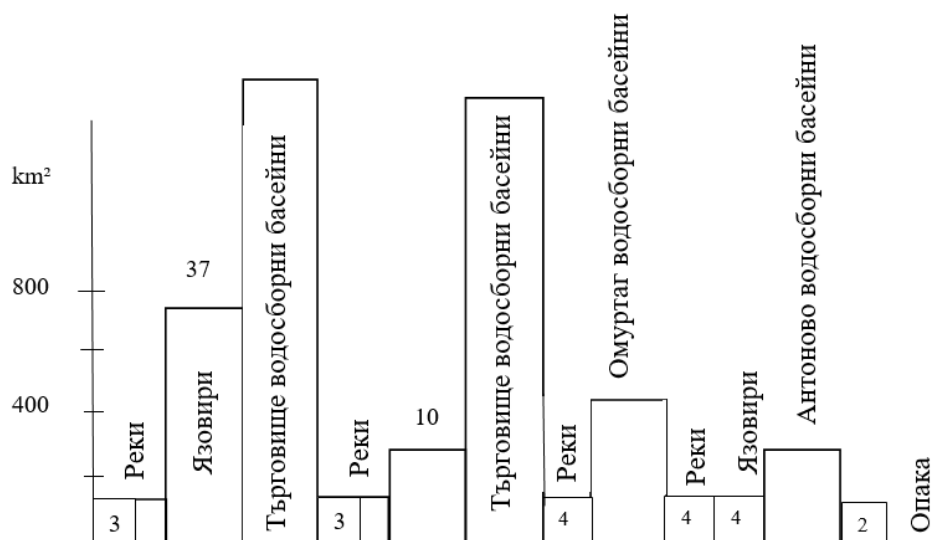 km²
800
400
3
Реки
37
Язовири
Търговище водосборни басейни
3
Реки
10
Търговище водосборни басейни
4
Реки
Омуртаг водосборни басейни
4
Реки
4
Язовири
Антоново водосборни басейни
2
Опака